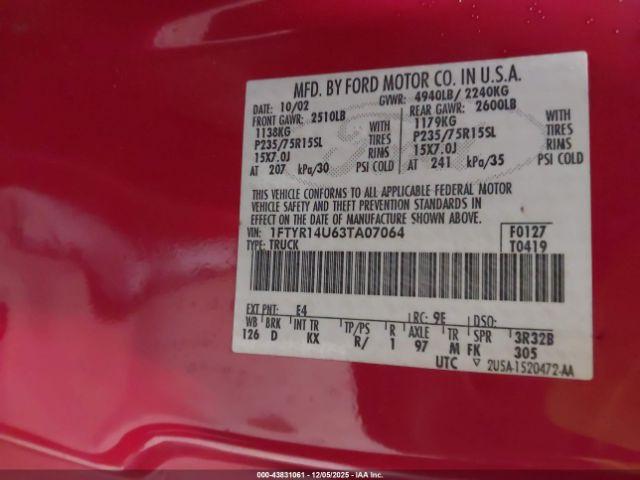 MFD. BY FORD MOTOR CO. IN U.S.A.
DATE: 10/02 GVWR: 4940LB/ 2240KG
FRONT GAWR: 2510LB REAR GAWR: 2600LB
1138KG WITH 1179KG WITH
P235/75R15SL TIRES P235/75R15SL TIRES
15X7.0J RIMS 15X7.0J RIMS
AT 207 kPa/30 PSI COLD AT 241 kPa/35 PSI COLD
THIS VEHICLE CONFORMS TO ALL APPLICABLE FEDERAL MOTOR
VEHICLE SAFETY AND THEFT PREVENTION STANDARDS IN
EFFECT ON THE DATE OF MANUFACTURE SHOWN ABOVE.
VIN: 1FTYR14U63TA07064 F0127
TYPE: TRUCK T0419
EXT PNT: E4 RC: 9E DSO:
WB BRK INT TR TP/PS R AXLE TR SPR 3R32B
126 D KX R/ 1 97 M FK 305
UTC 2USA-1520472-AA
000-43831061 - 12/05/2025 - IAA Inc.